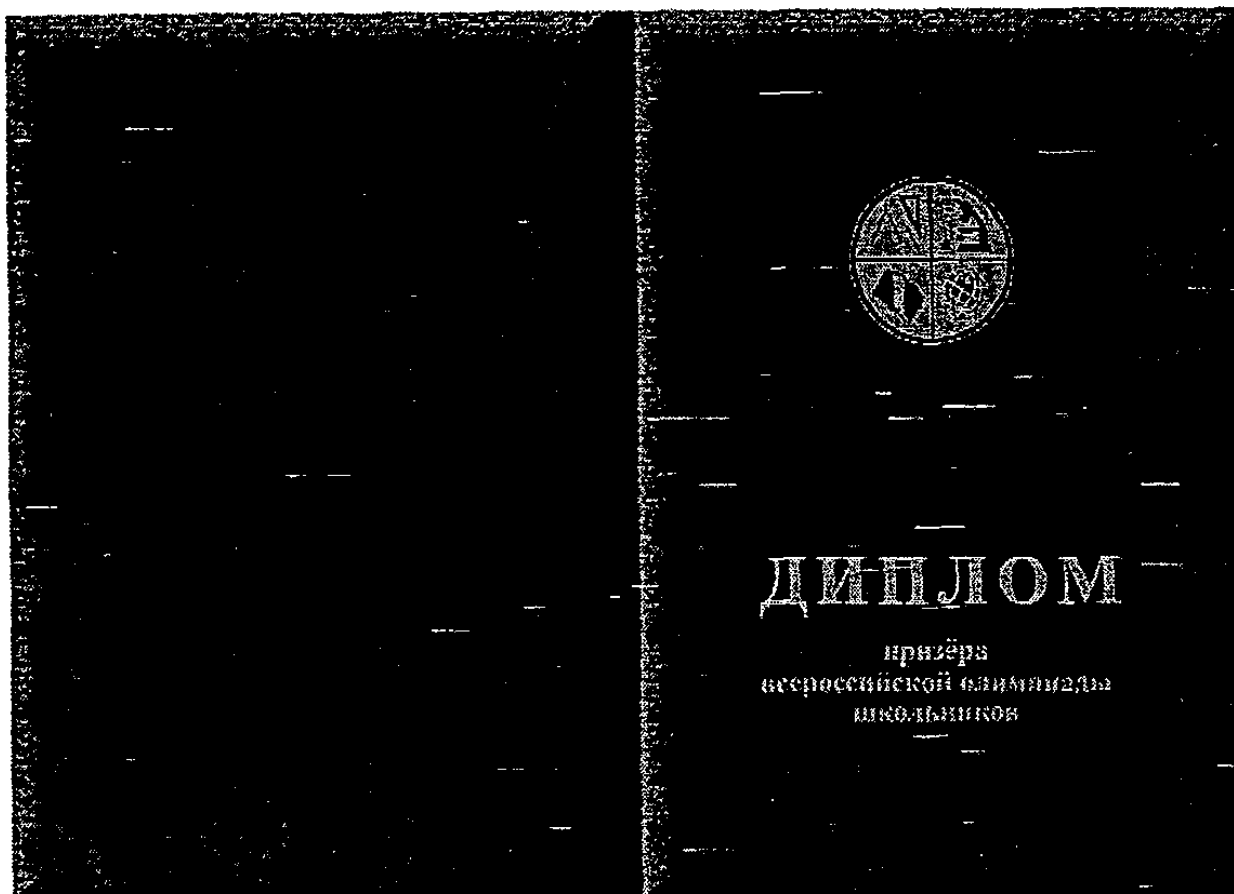 ДИПЛОМ
призёра
всероссийской олимпиады
школьников